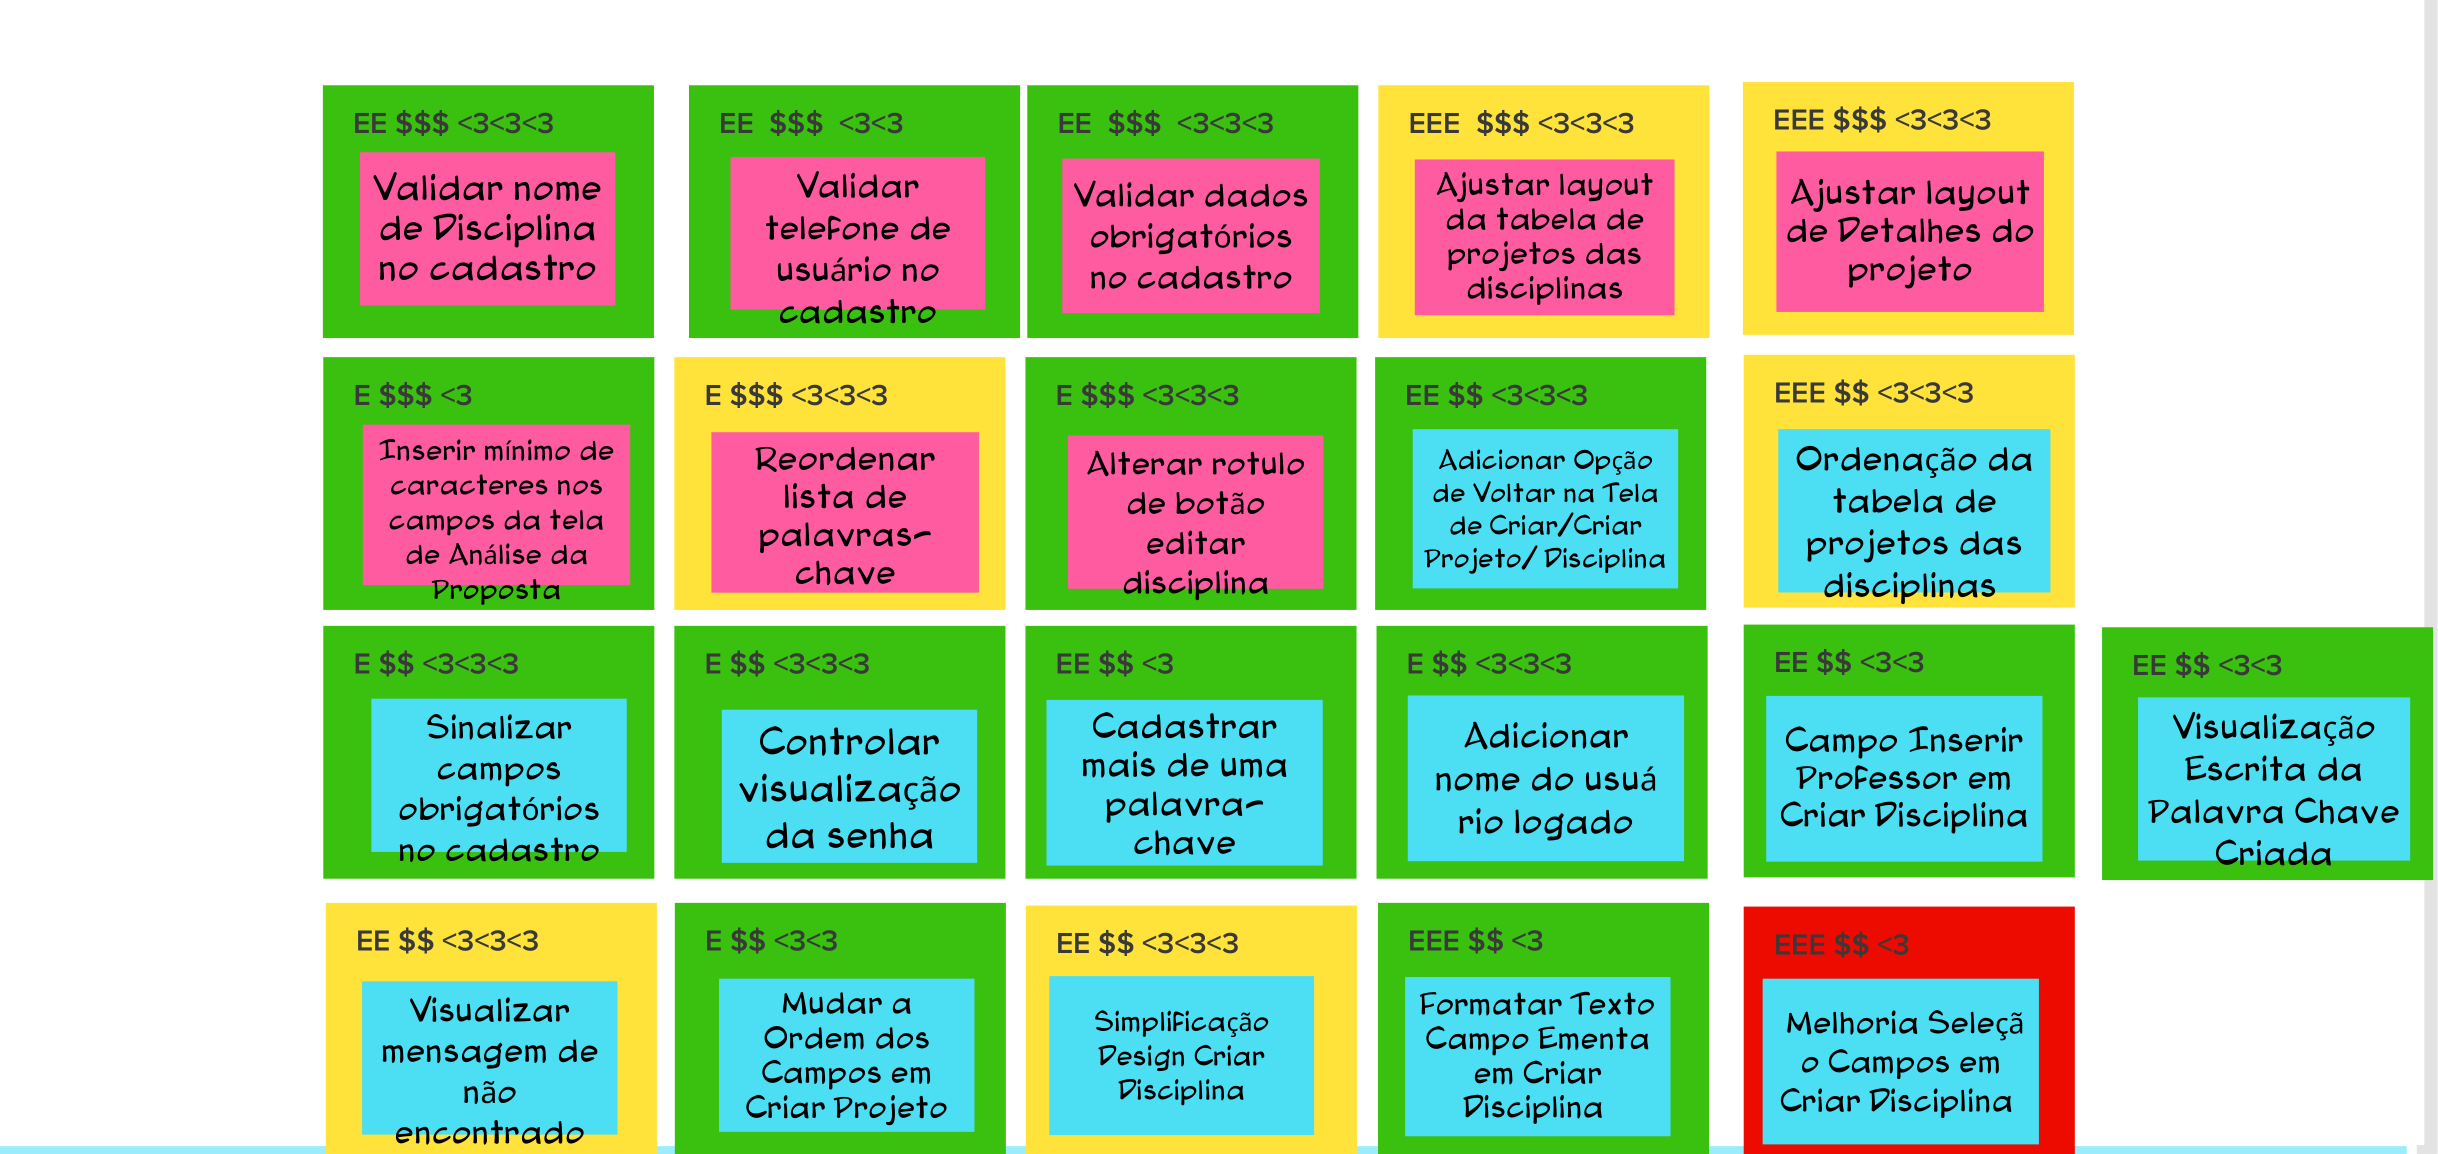 EE $$$ <3<3<3
Validar nome
de Disciplina
no cadastro
EE $$$ <3<3
Validar
telefone de
usuário no
cadastro
EE $$$ <3<3<3
Validar dados
obrigatórios
no cadastro
EEE $$$ <3<3<3
Ajustar layout
da tabela de
projetos das
disciplinas
EEE $$$ <3<3<3
Ajustar layout
de Detalhes do
projeto
E $$$ <3
Inserir mínimo de
caracteres nos
campos da tela
de Análise da
Proposta
E $$$ <3<3<3
Reordenar
lista de
palavras-
chave
E $$$ <3<3<3
Alterar rotulo
de botão
editar
disciplina
EE $$ <3<3<3
Adicionar Opção
de Voltar na Tela
de Criar/Criar
Projeto/ Disciplina
EEE $$ <3<3<3
Ordenação da
tabela de
projetos das
disciplinas
E $$ <3<3<3
Sinalizar
campos
obrigatórios
no cadastro
E $$ <3<3<3
Controlar
visualização
da senha
EE $$ <3
Cadastrar
mais de uma
palavra-
chave
E $$ <3<3<3
Adicionar
nome do usuá
rio logado
EE $$ <3<3
Campo Inserir
Professor em
Criar Disciplina
EE $$ <3<3
Visualização
Escrita da
Palavra Chave
Criada
EE $$ <3<3<3
Visualizar
mensagem de
não
encontrado
E $$ <3<3
Mudar a
Ordem dos
Campos em
Criar Projeto
EE $$ <3<3<3
Simplificação
Design Criar
Disciplina
EEE $$ <3
Formatar Texto
Campo Ementa
em Criar
Disciplina
EEE $$ <3
Melhoria Seleçã
o Campos em
Criar Disciplina